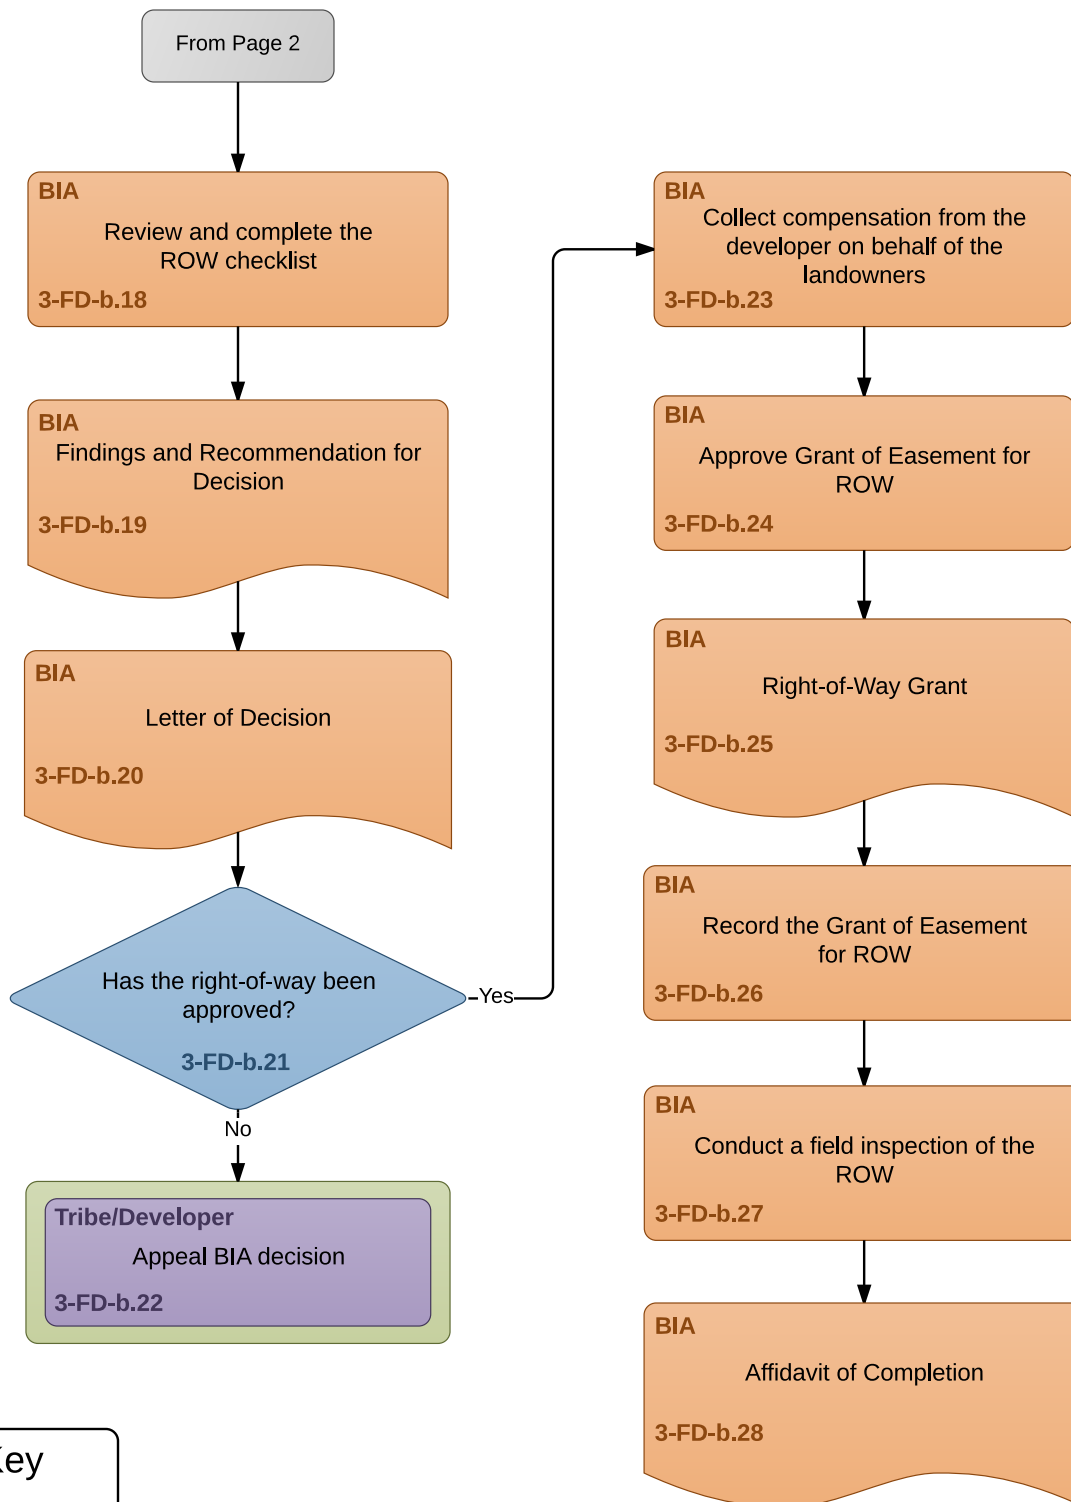 From Page 2
BIA
Review and complete the
ROW checklist
3-FD-b.18
BIA
Findings and Recommendation for
Decision
3-FD-b.19
BIA
Letter of Decision
3-FD-b.20
Has the right-of-way been
approved?
3-FD-b.21
Yes
No
Tribe/Developer
Appeal BIA decision
3-FD-b.22
BIA
Collect compensation from the
developer on behalf of the
landowners
3-FD-b.23
BIA
Approve Grant of Easement for
ROW
3-FD-b.24
BIA
Right-of-Way Grant
3-FD-b.25
BIA
Record the Grant of Easement
for ROW
3-FD-b.26
BIA
Conduct a field inspection of the
ROW
3-FD-b.27
BIA
Affidavit of Completion
3-FD-b.28
Key